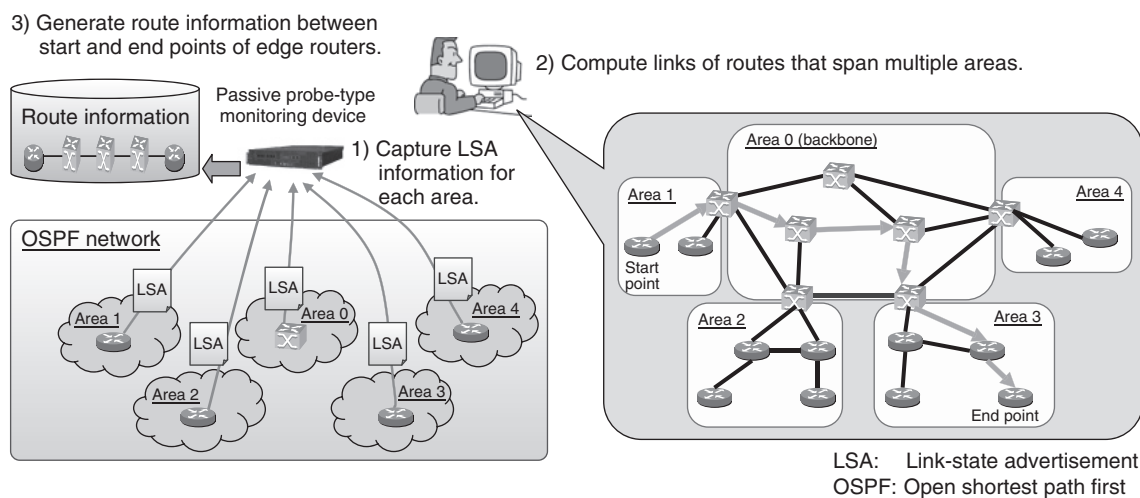 3) Generate route information between
start and end points of edge routers.
Route information
Passive probe-type
monitoring device
1) Capture LSA
information for
each area.
OSPF network
LSA
Area 1
LSA
Area 2
LSA
Area 0
LSA
Area 3
LSA
Area 4
2) Compute links of routes that span multiple areas.
Area 0 (backbone)
Area 1
Start
point
Area 4
Area 2
Area 3
End point
LSA: Link-state advertisement
OSPF: Open shortest path first